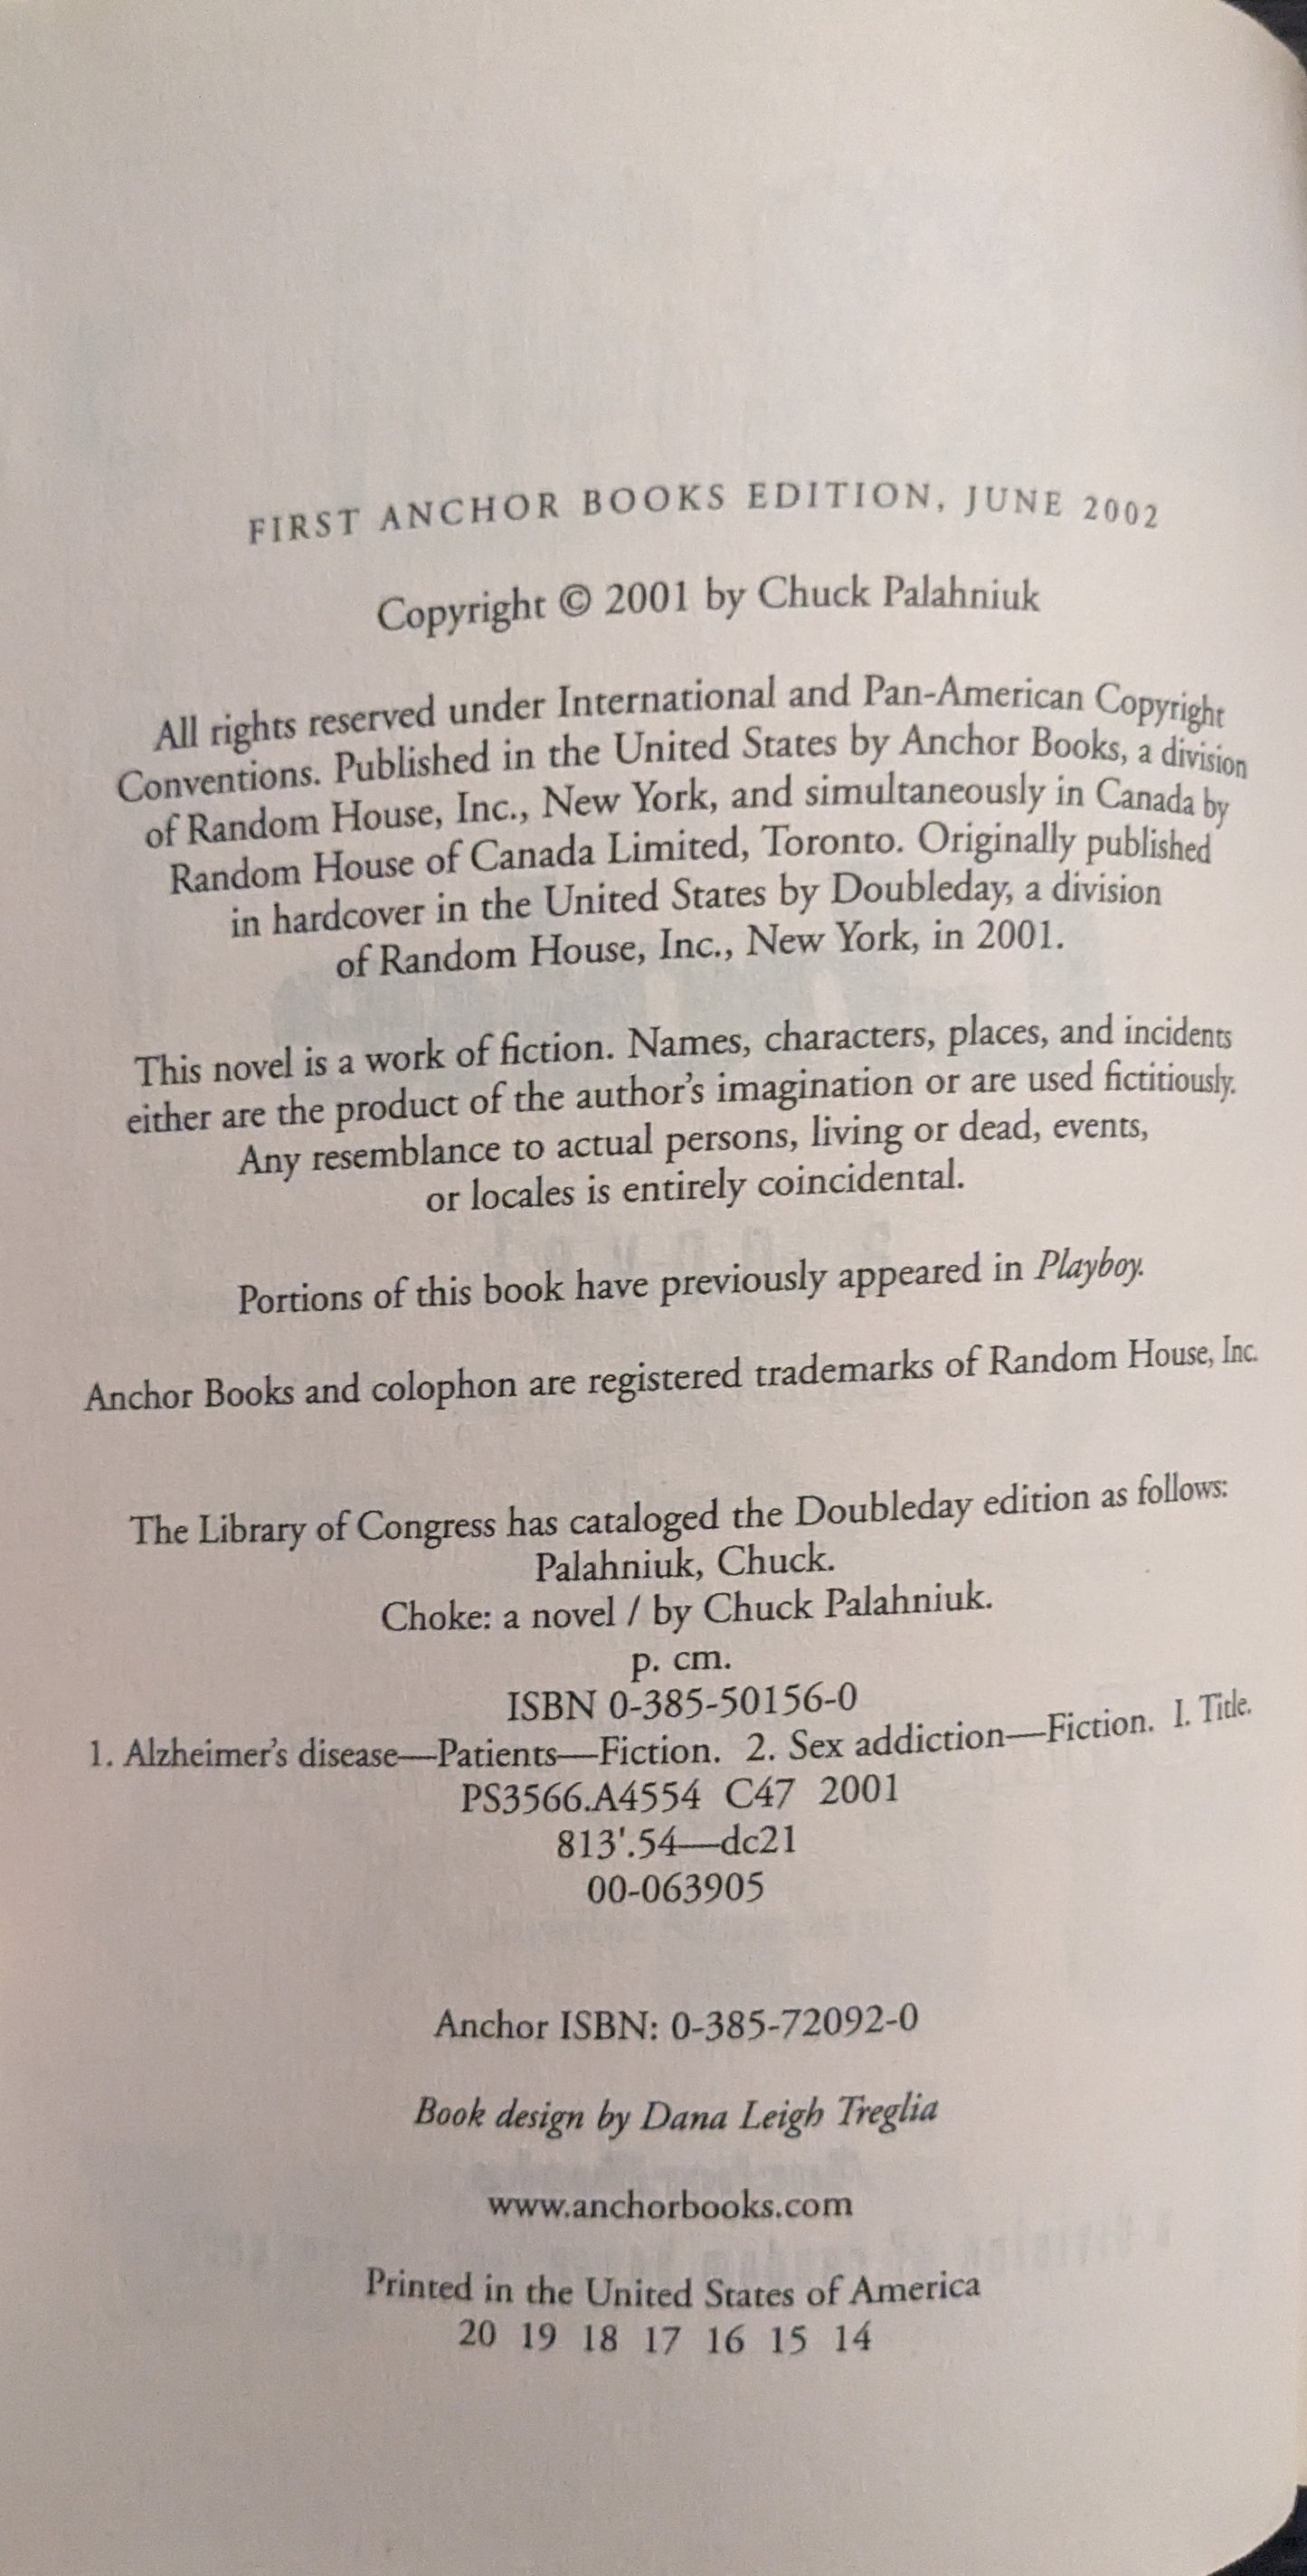 FIRST ANCHOR BOOKS EDITION, JUNE 2002
Copyright © 2001 by Chuck Palahniuk
All rights reserved under International and Pan-American Copyright
Conventions. Published in the United States by Anchor Books, a division
of Random House, Inc., New York, and simultaneously in Canada by
Random House of Canada Limited, Toronto. Originally published
in hardcover in the United States by Doubleday, a division
of Random House, Inc., New York, in 2001.
This novel is a work of fiction. Names, characters, places, and incidents
either are the product of the author's imagination or are used fictitiously.
Any resemblance to actual persons, living or dead, events,
or locales is entirely coincidental.
Portions of this book have previously appeared in Playboy.
Anchor Books and colophon are registered trademarks of Random House, Inc.
The Library of Congress has cataloged the Doubleday edition as follows:
Palahniuk, Chuck.
Choke: a novel / by Chuck Palahniuk.
p. cm.
ISBN 0-385-50156-0
1. Alzheimer's disease—Patients—Fiction. 2. Sex addiction—Fiction. I. Title.
PS3566.A4554 C47 2001
813'.54—dc21
00-063905
Anchor ISBN: 0-385-72092-0
Book design by Dana Leigh Treglia
www.anchorbooks.com
Printed in the United States of America
20 19 18 17 16 15 14